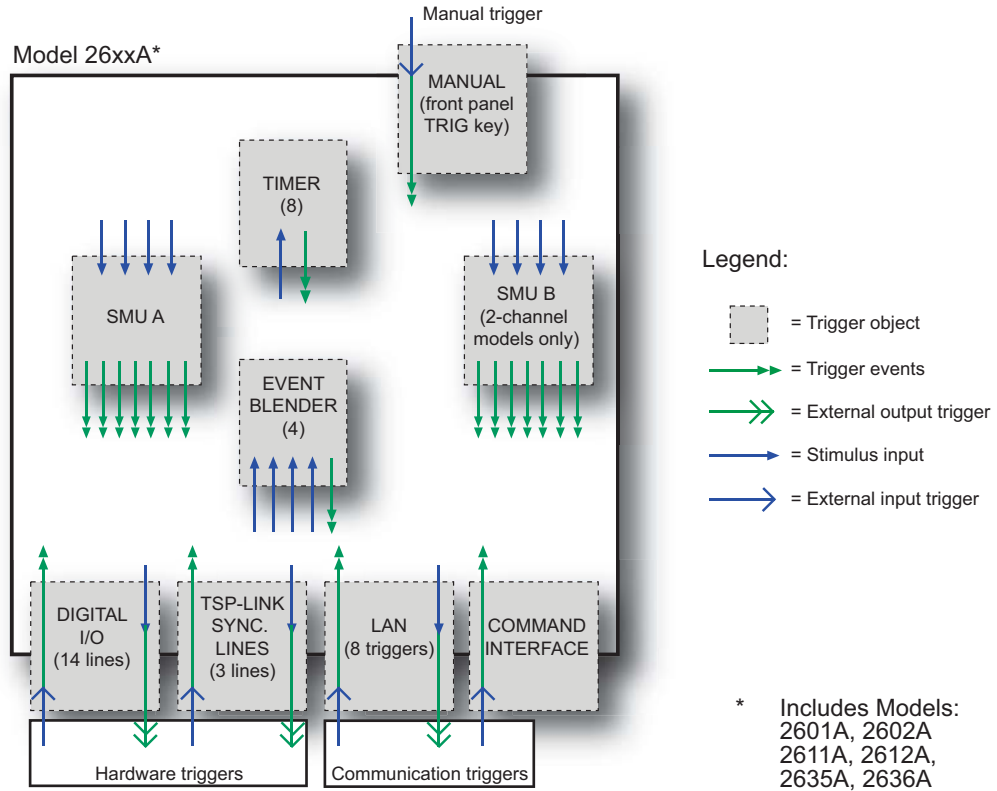 Manual trigger
Model 26xxA*
MANUAL
(front panel
TRIG key)
TIMER
(8)
SMU A
SMU B
(2-channel
models only)
EVENT
BLENDER
(4)
DIGITAL
I/O
(14 lines)
TSP-LINK
SYNC.
LINES
(3 lines)
LAN
(8 triggers)
COMMAND
INTERFACE
Hardware triggers
Communication triggers
Legend:
= Trigger object
= Trigger events
= External output trigger
= Stimulus input
= External input trigger
* Includes Models:
2601A, 2602A
2611A, 2612A,
2635A, 2636A